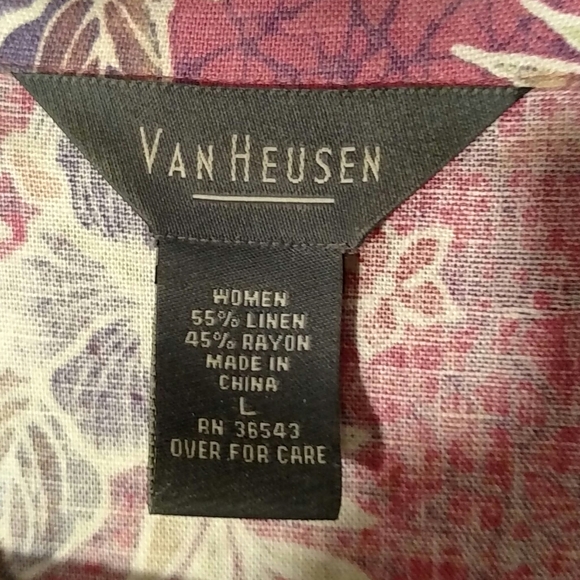 VAN HEUSEN
WOMEN
55% LINEN
45% RAYON
MADE IN
CHINA
L
RN 36543
OVER FOR CARE